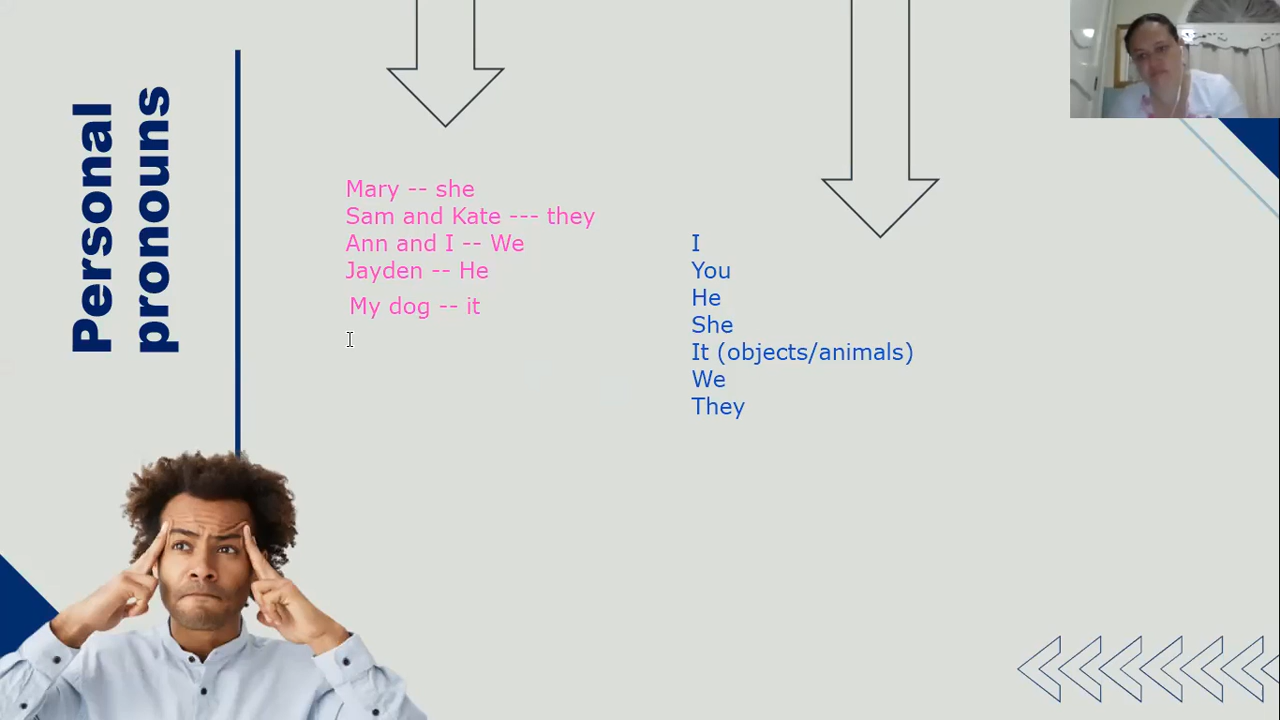 Personal
pronouns
Mary -- she
Sam and Kate --- they
Ann and I -- We
Jayden -- He
My dog -- it
I
You
He
She
It (objects/animals)
We
They